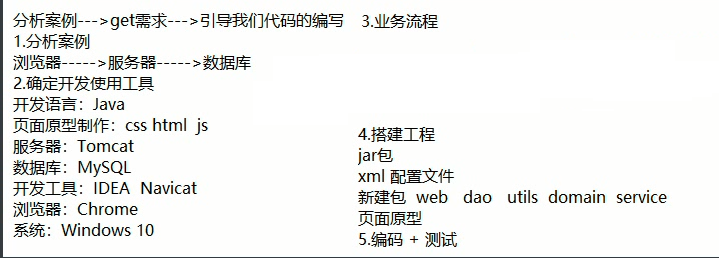 分析案例--->get需求--->引导我们代码的编写
1.分析案例
浏览器----->服务器----->数据库
2.确定开发使用工具
开发语言：Java
页面原型制作：css html  js
服务器：Tomcat
数据库：MySQL
开发工具：IDEA  Navicat
浏览器：Chrome
系统：Windows 10
3.业务流程
4.搭建工程
jar包
xml 配置文件
新建包  web   dao   utils  domain  service
页面原型
5.编码 + 测试